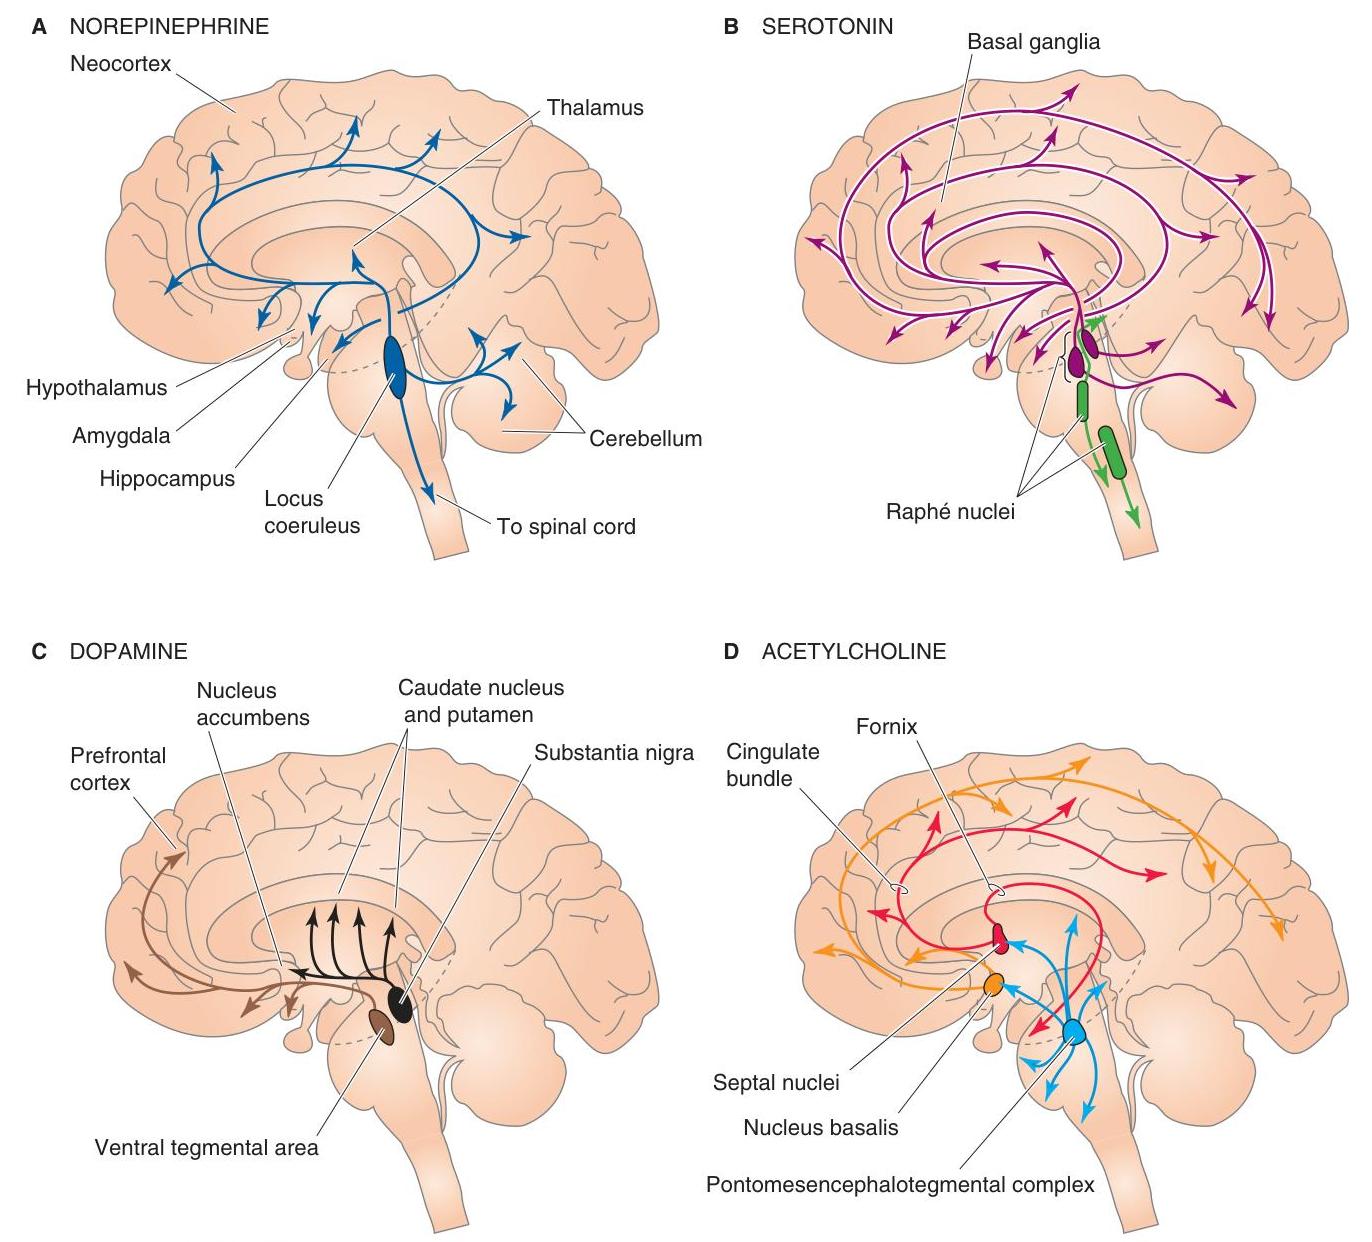 A NOREPINEPHRINE
Neocortex
Thalamus
Hypothalamus
Amygdala
Hippocampus
Locus
coeruleus
Cerebellum
To spinal cord
B SEROTONIN
Basal ganglia
Raphé nuclei
C DOPAMINE
Nucleus
accumbens
Caudate nucleus
and putamen
Prefrontal
cortex
Substantia nigra
Ventral tegmental area
D ACETYLCHOLINE
Fornix
Cingulate
bundle
Septal nuclei
Nucleus basalis
Pontomesencephalotegmental complex